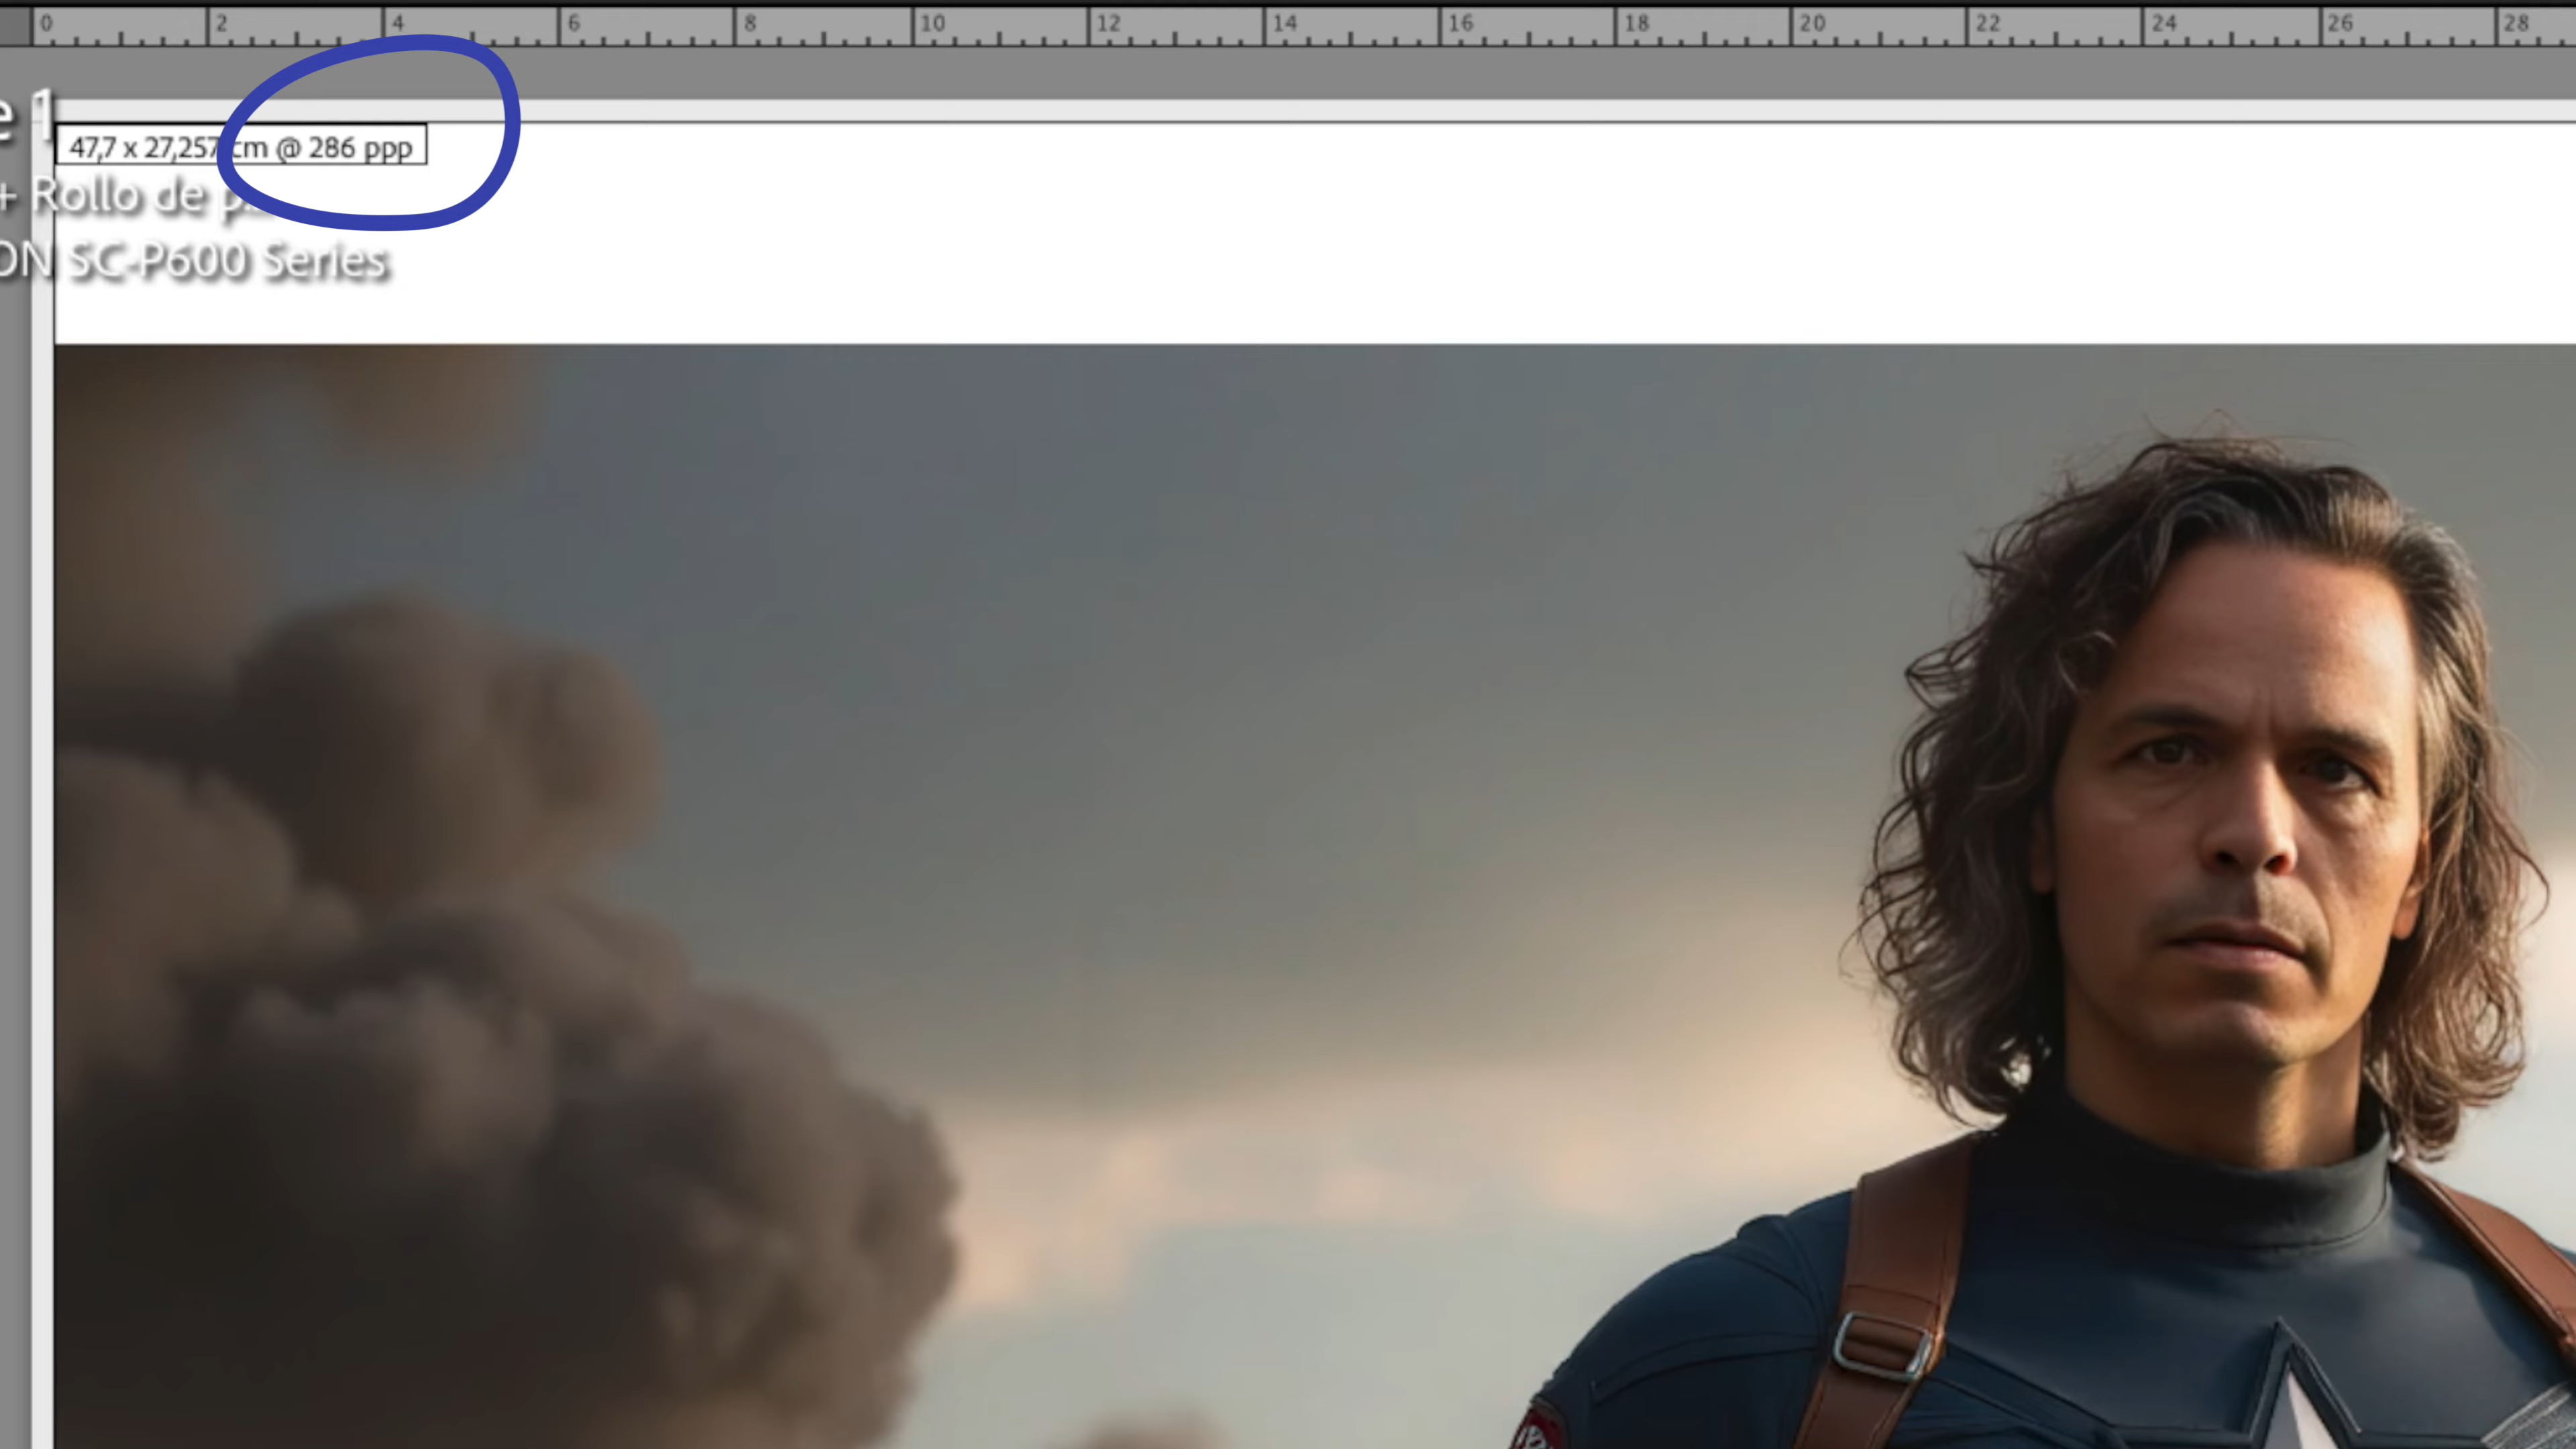 0 2 4 6 8 10 12 14 16 18 20 22 24 26 28
e 1
47,7 x 27,257 cm @ 286 ppp
+ Rollo de p...
ON SC-P600 Series